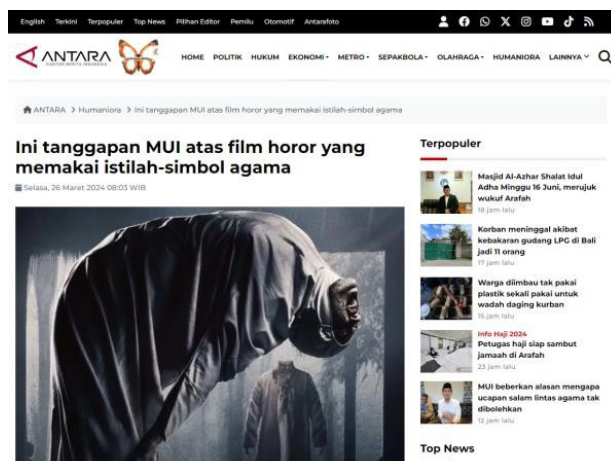 English Terkini Terpopuler Top News Pilihan Editor Pemilu Otomotif Antarafoto
ANTARA
KANTOR BERITA INDONESIA
HOME POLITIK HUKUM EKONOMI METRO SEPAKBOLA OLAHRAGA HUMANIORA LAINNYA
ANTARA > Humaniora > Ini tanggapan MUI atas film horor yang memakai istilah-simbol agama
Ini tanggapan MUI atas film horor yang
memakai istilah-simbol agama
Selasa, 26 Maret 2024 08:03 WIB
Terpopuler
Masjid Al-Azhar Shalat Idul
Adha Minggu 16 Juni, merujuk
wukuf Arafah
18 jam lalu
Korban meninggal akibat
kebakaran gudang LPG di Bali
jadi 11 orang
17 jam lalu
Warga diimbau tak pakai
plastik sekali pakai untuk
wadah daging kurban
15 jam lalu
Info Haji 2024
Petugas haji siap sambut
jamaah di Arafah
23 jam lalu
MUI beberkan alasan mengapa
ucapan salam lintas agama tak
dibolehkan
12 jam lalu
Top News